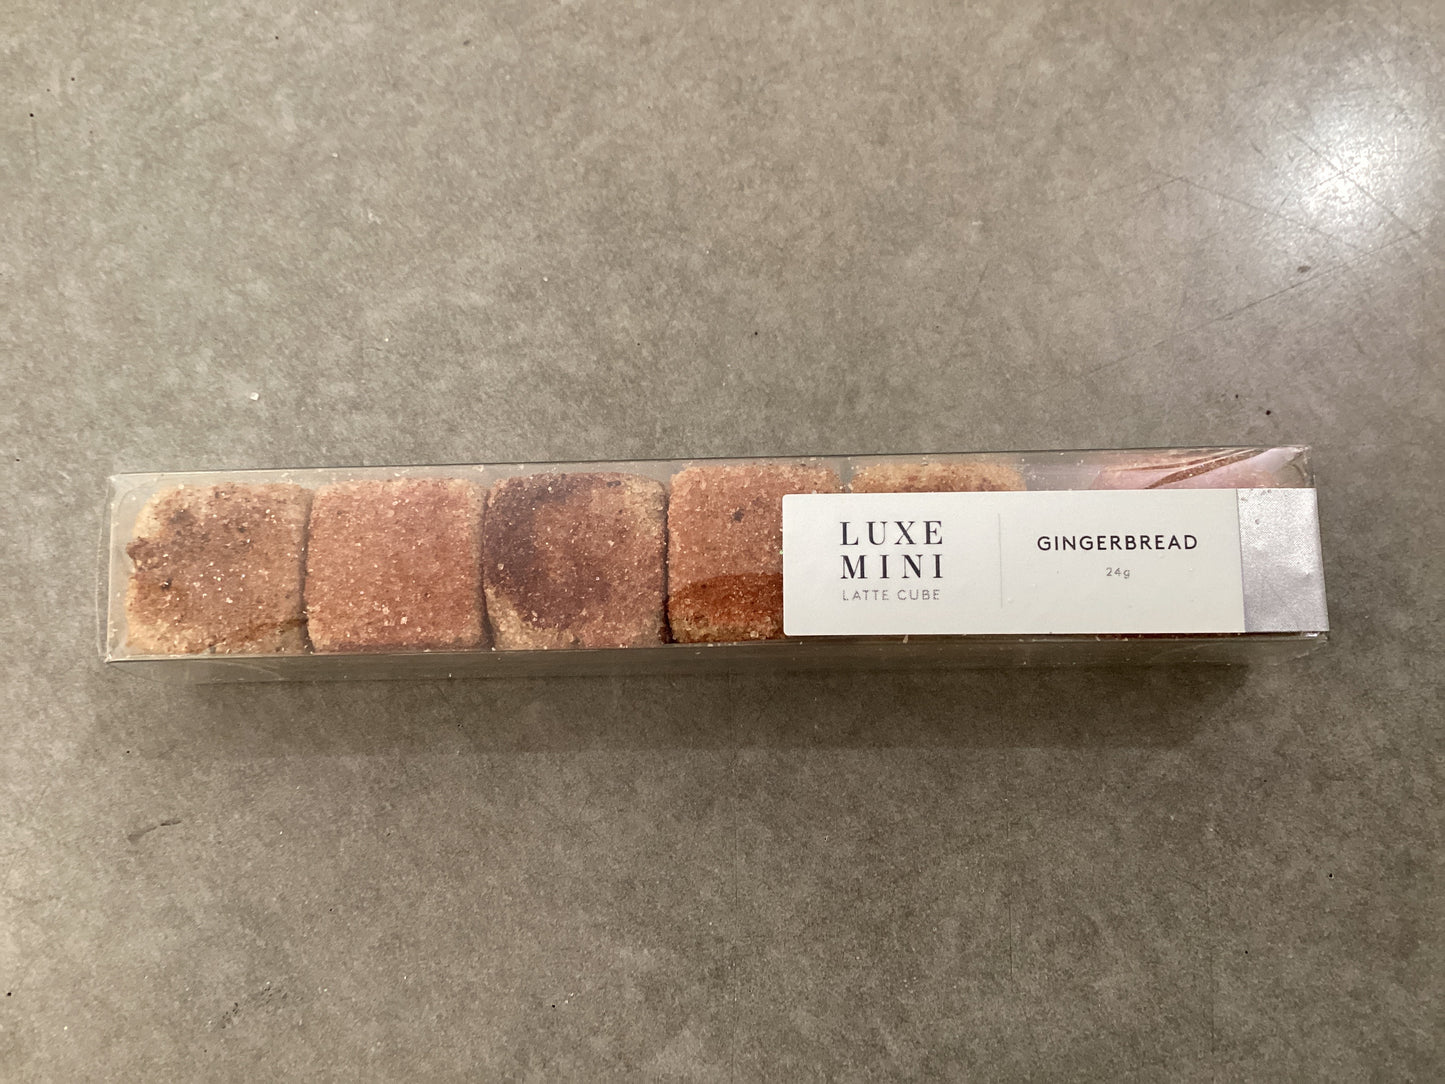 LUXE
MINI
LATTE CUBE
GINGERBREAD
24g